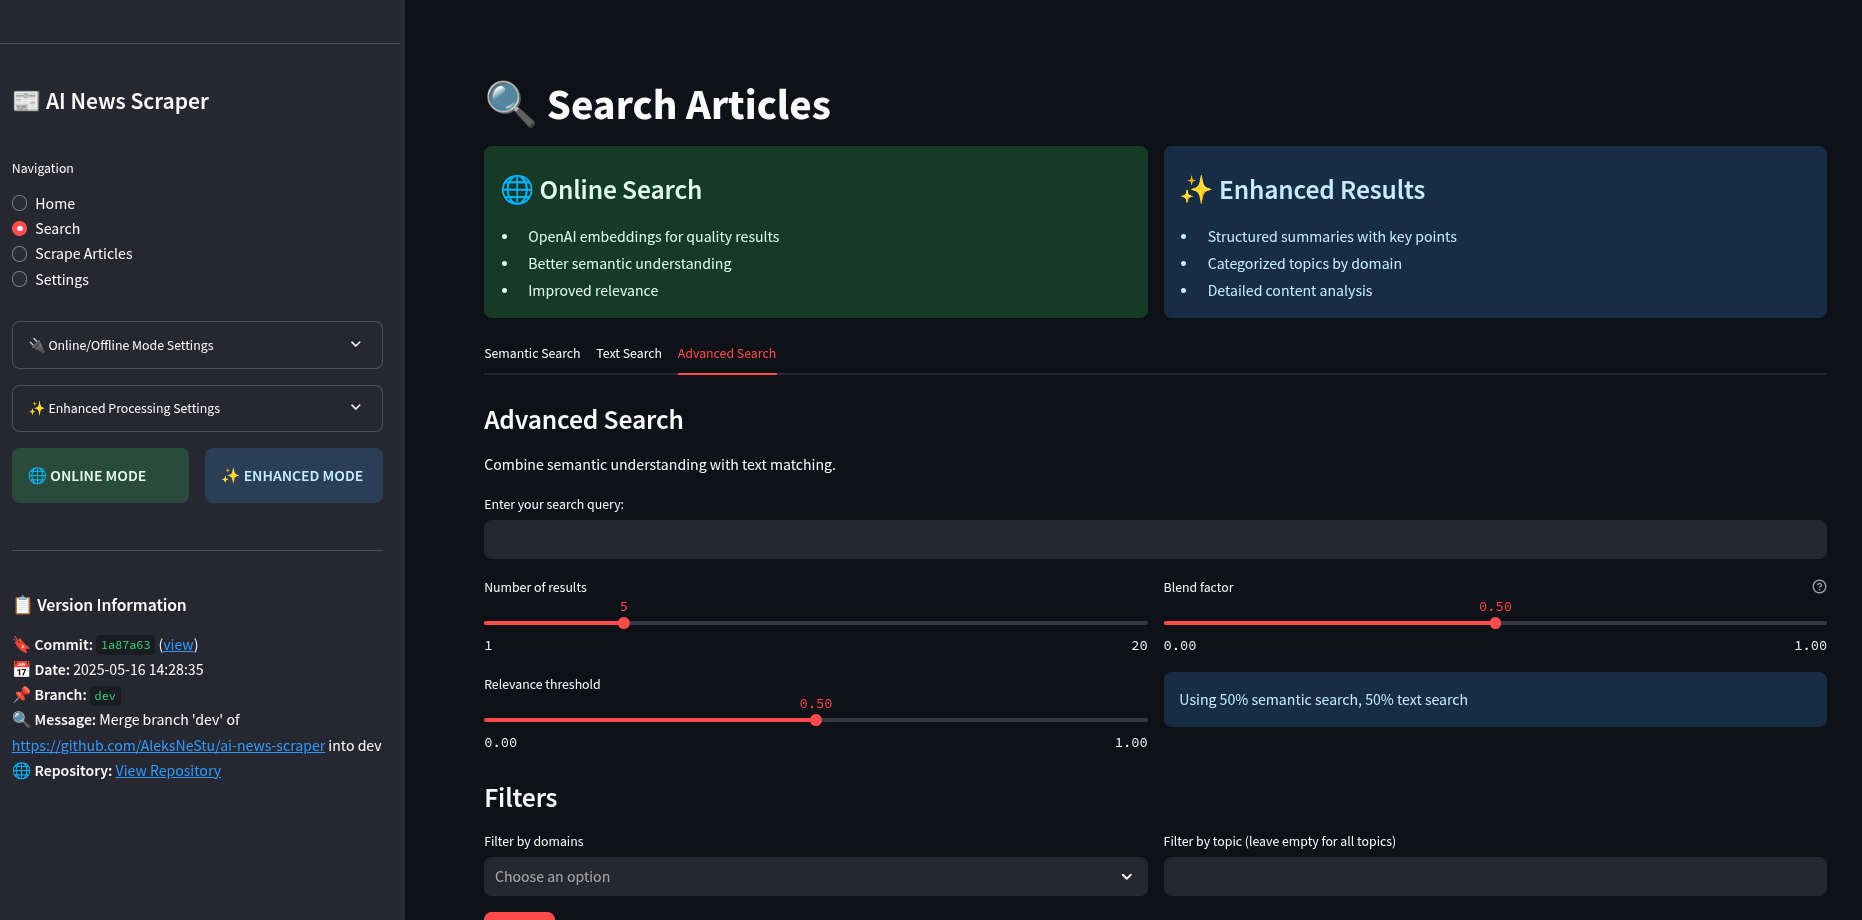 AI News Scraper
Navigation
Home
Search
Scrape Articles
Settings
Online/Offline Mode Settings
Enhanced Processing Settings
ONLINE MODE
ENHANCED MODE
Version Information
Commit: 1a87a63 (view)
Date: 2025-05-16 14:28:35
Branch: dev
Message: Merge branch 'dev' of
https://github.com/AleksNeStu/ai-news-scraper into dev
Repository: View Repository
Search Articles
Online Search
• OpenAI embeddings for quality results
• Better semantic understanding
• Improved relevance
Enhanced Results
• Structured summaries with key points
• Categorized topics by domain
• Detailed content analysis
Semantic Search Text Search Advanced Search
Advanced Search
Combine semantic understanding with text matching.
Enter your search query:
Number of results
5
1 20
Blend factor
0.50
0.00 1.00
Relevance threshold
0.50
0.00 1.00
Using 50% semantic search, 50% text search
Filters
Filter by domains
Choose an option
Filter by topic (leave empty for all topics)